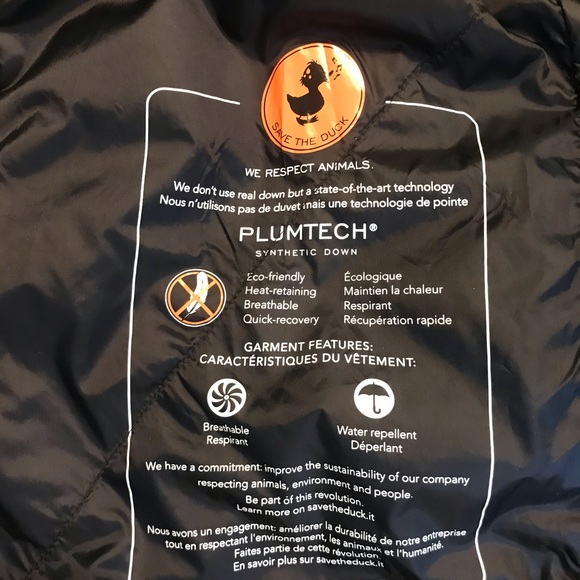 SAVE THE DUCK
WE RESPECT ANIMALS.
We don't use real down but a state-of-the-art technology
Nous n'utilisons pas de duvet mais une technologie de pointe
PLUMTECH®
SYNTHETIC DOWN
Eco-friendly Écologique
Heat-retaining Maintien la chaleur
Breathable Respirant
Quick-recovery Récupération rapide
GARMENT FEATURES:
CARACTÉRISTIQUES DU VÊTEMENT:
Breathable Water repellent
Respirant Déperlant
We have a commitment: improve the sustainability of our company
respecting animals, environment and people.
Be part of this revolution.
Learn more on savetheduck.it
Nous avons un engagement: améliorer la durabilité de notre entreprise
tout en respectant l'environnement, les animaux et l'humanité.
Faites partie de cette révolution.
En savoir plus sur savetheduck.it